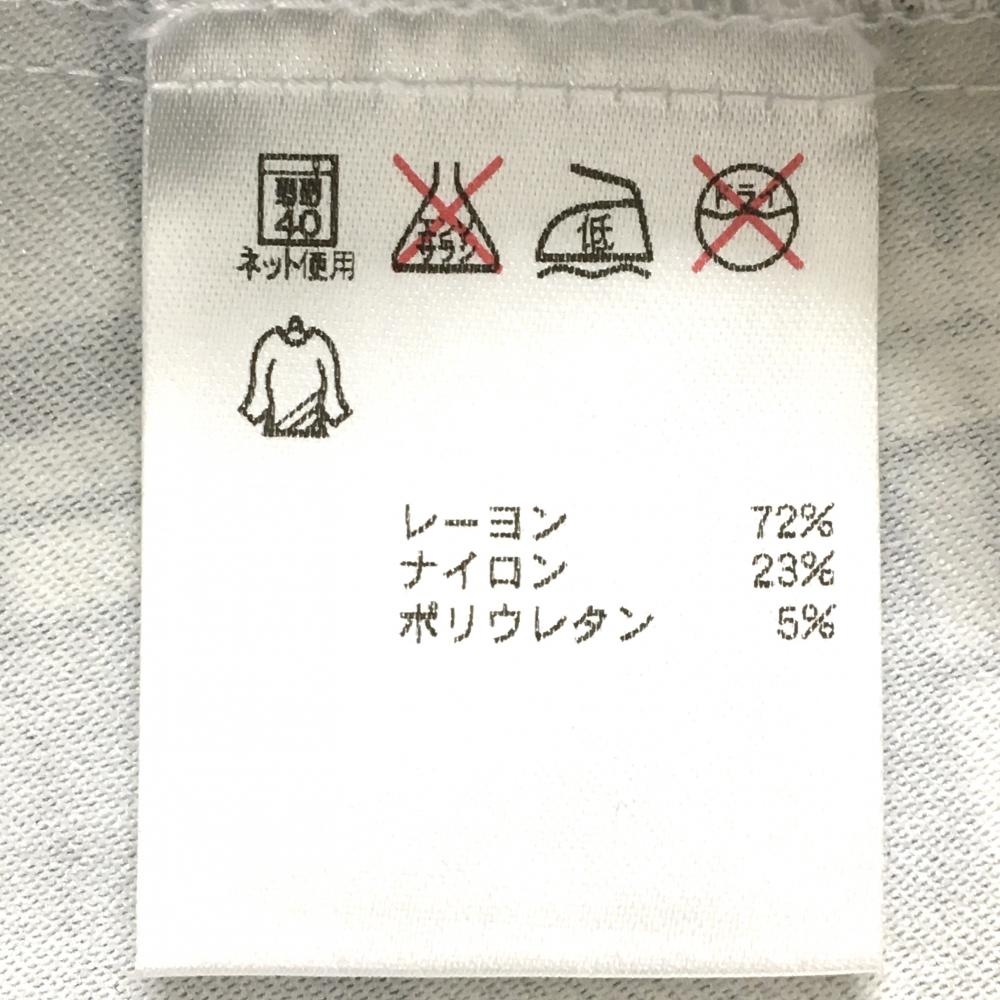 弱
40
ネット使用
エンソ
サラシ
低
ドライ
レーヨン 72%
ナイロン 23%
ポリウレタン 5%